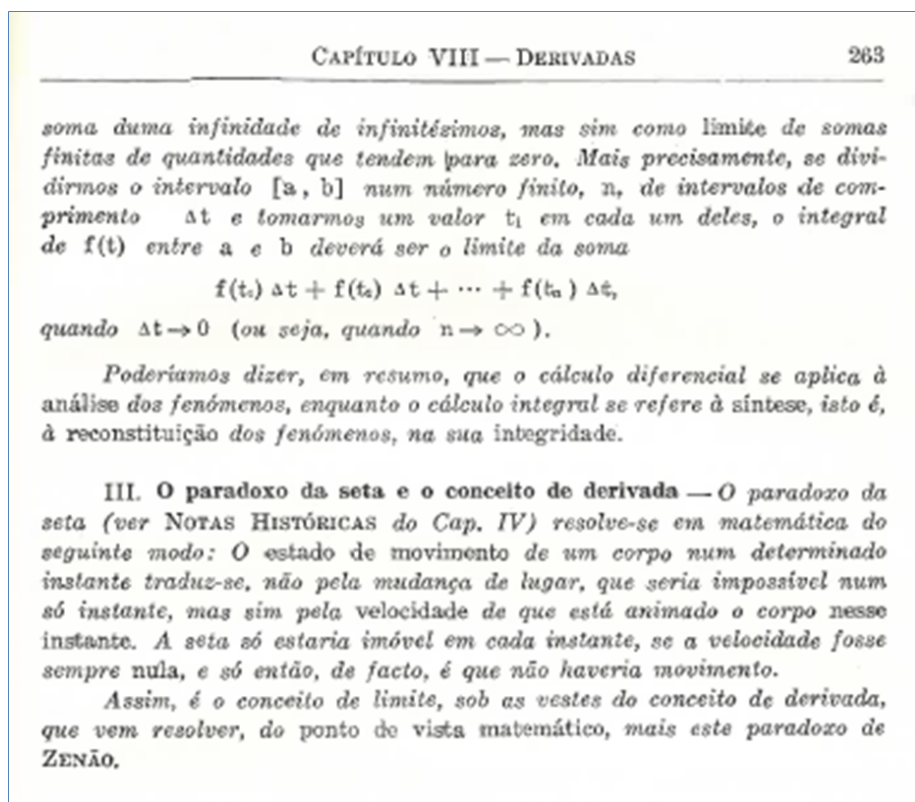 CAPÍTULO VIII — DERIVADAS 263
soma duma infinidade de infinitésimos, mas sim como limite de somas
finitas de quantidades que tendem para zero. Mais precisamente, se divi-
dirmos o intervalo [a, b] num número finito, n, de intervalos de com-
primento Δt e tomarmos um valor tᵢ em cada um deles, o integral
de f(t) entre a e b deverá ser o limite da soma
f(t₁) Δt + f(t₂) Δt + ··· + f(tₙ) Δt,
quando Δt → 0 (ou seja, quando n → ∞).
Poderíamos dizer, em resumo, que o cálculo diferencial se aplica à
análise dos fenómenos, enquanto o cálculo integral se refere à síntese, isto é,
à reconstituição dos fenómenos, na sua integridade.
III. O paradoxo da seta e o conceito de derivada — O paradoxo da
seta (ver NOTAS HISTÓRICAS do Cap. IV) resolve-se em matemática do
seguinte modo: O estado de movimento de um corpo num determinado
instante traduz-se, não pela mudança de lugar, que seria impossível num
só instante, mas sim pela velocidade de que está animado o corpo nesse
instante. A seta só estaria imóvel em cada instante, se a velocidade fosse
sempre nula, e só então, de facto, é que não haveria movimento.
Assim, é o conceito de limite, sob as vestes do conceito de derivada,
que vem resolver, do ponto de vista matemático, mais este paradoxo de
ZENÃO.